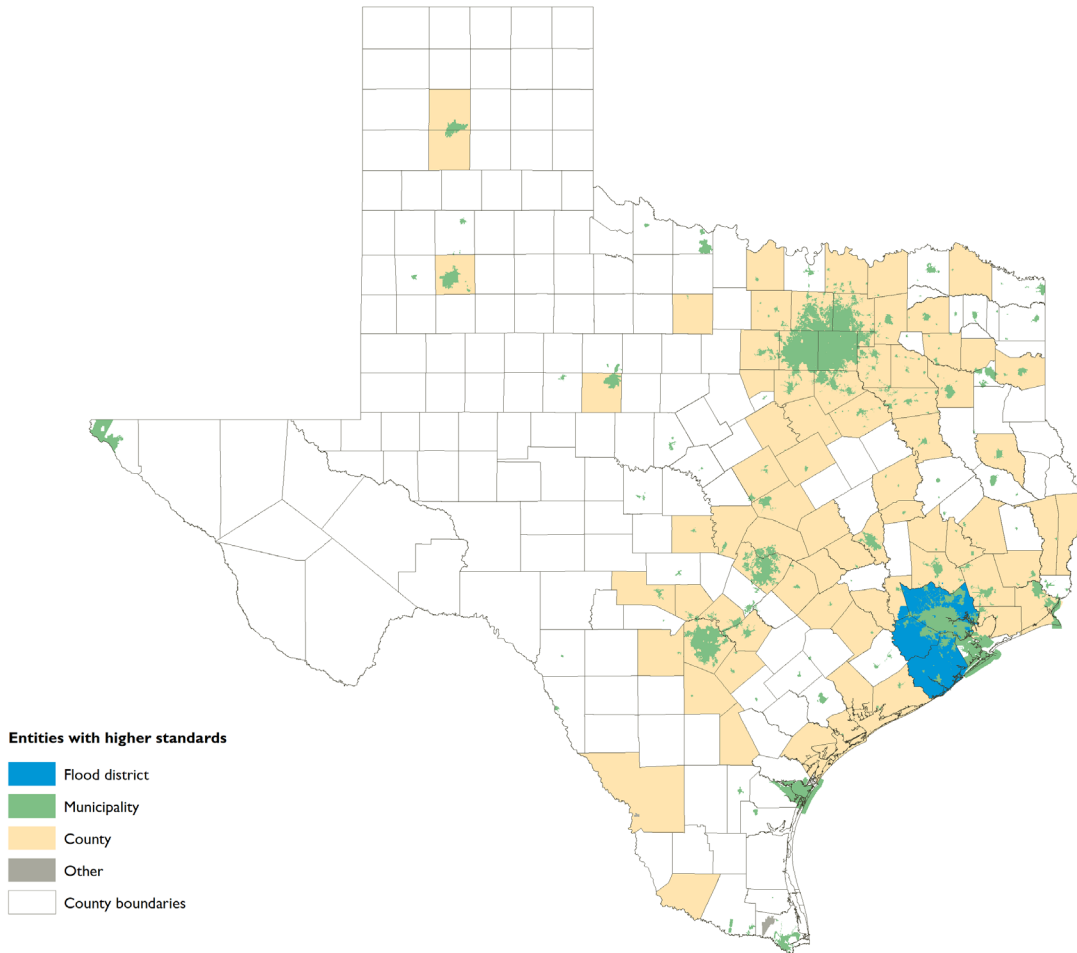 Entities with higher standards
Flood district
Municipality
County
Other
County boundaries